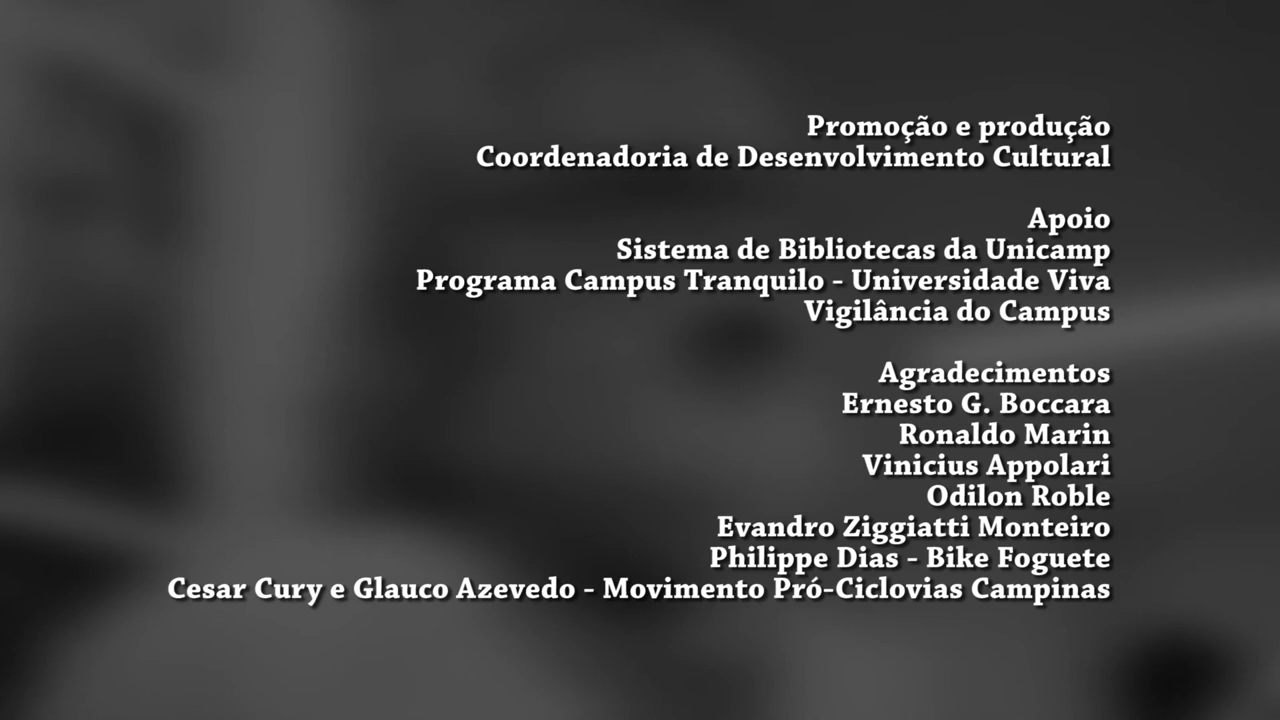 Promoção e produção
Coordenadoria de Desenvolvimento Cultural
Apoio
Sistema de Bibliotecas da Unicamp
Programa Campus Tranquilo - Universidade Viva
Vigilância do Campus
Agradecimentos
Ernesto G. Boccara
Ronaldo Marin
Vinicius Appolari
Odilon Roble
Evandro Ziggiatti Monteiro
Philippe Dias - Bike Foguete
Cesar Cury e Glauco Azevedo - Movimento Pró-Ciclovias Campinas